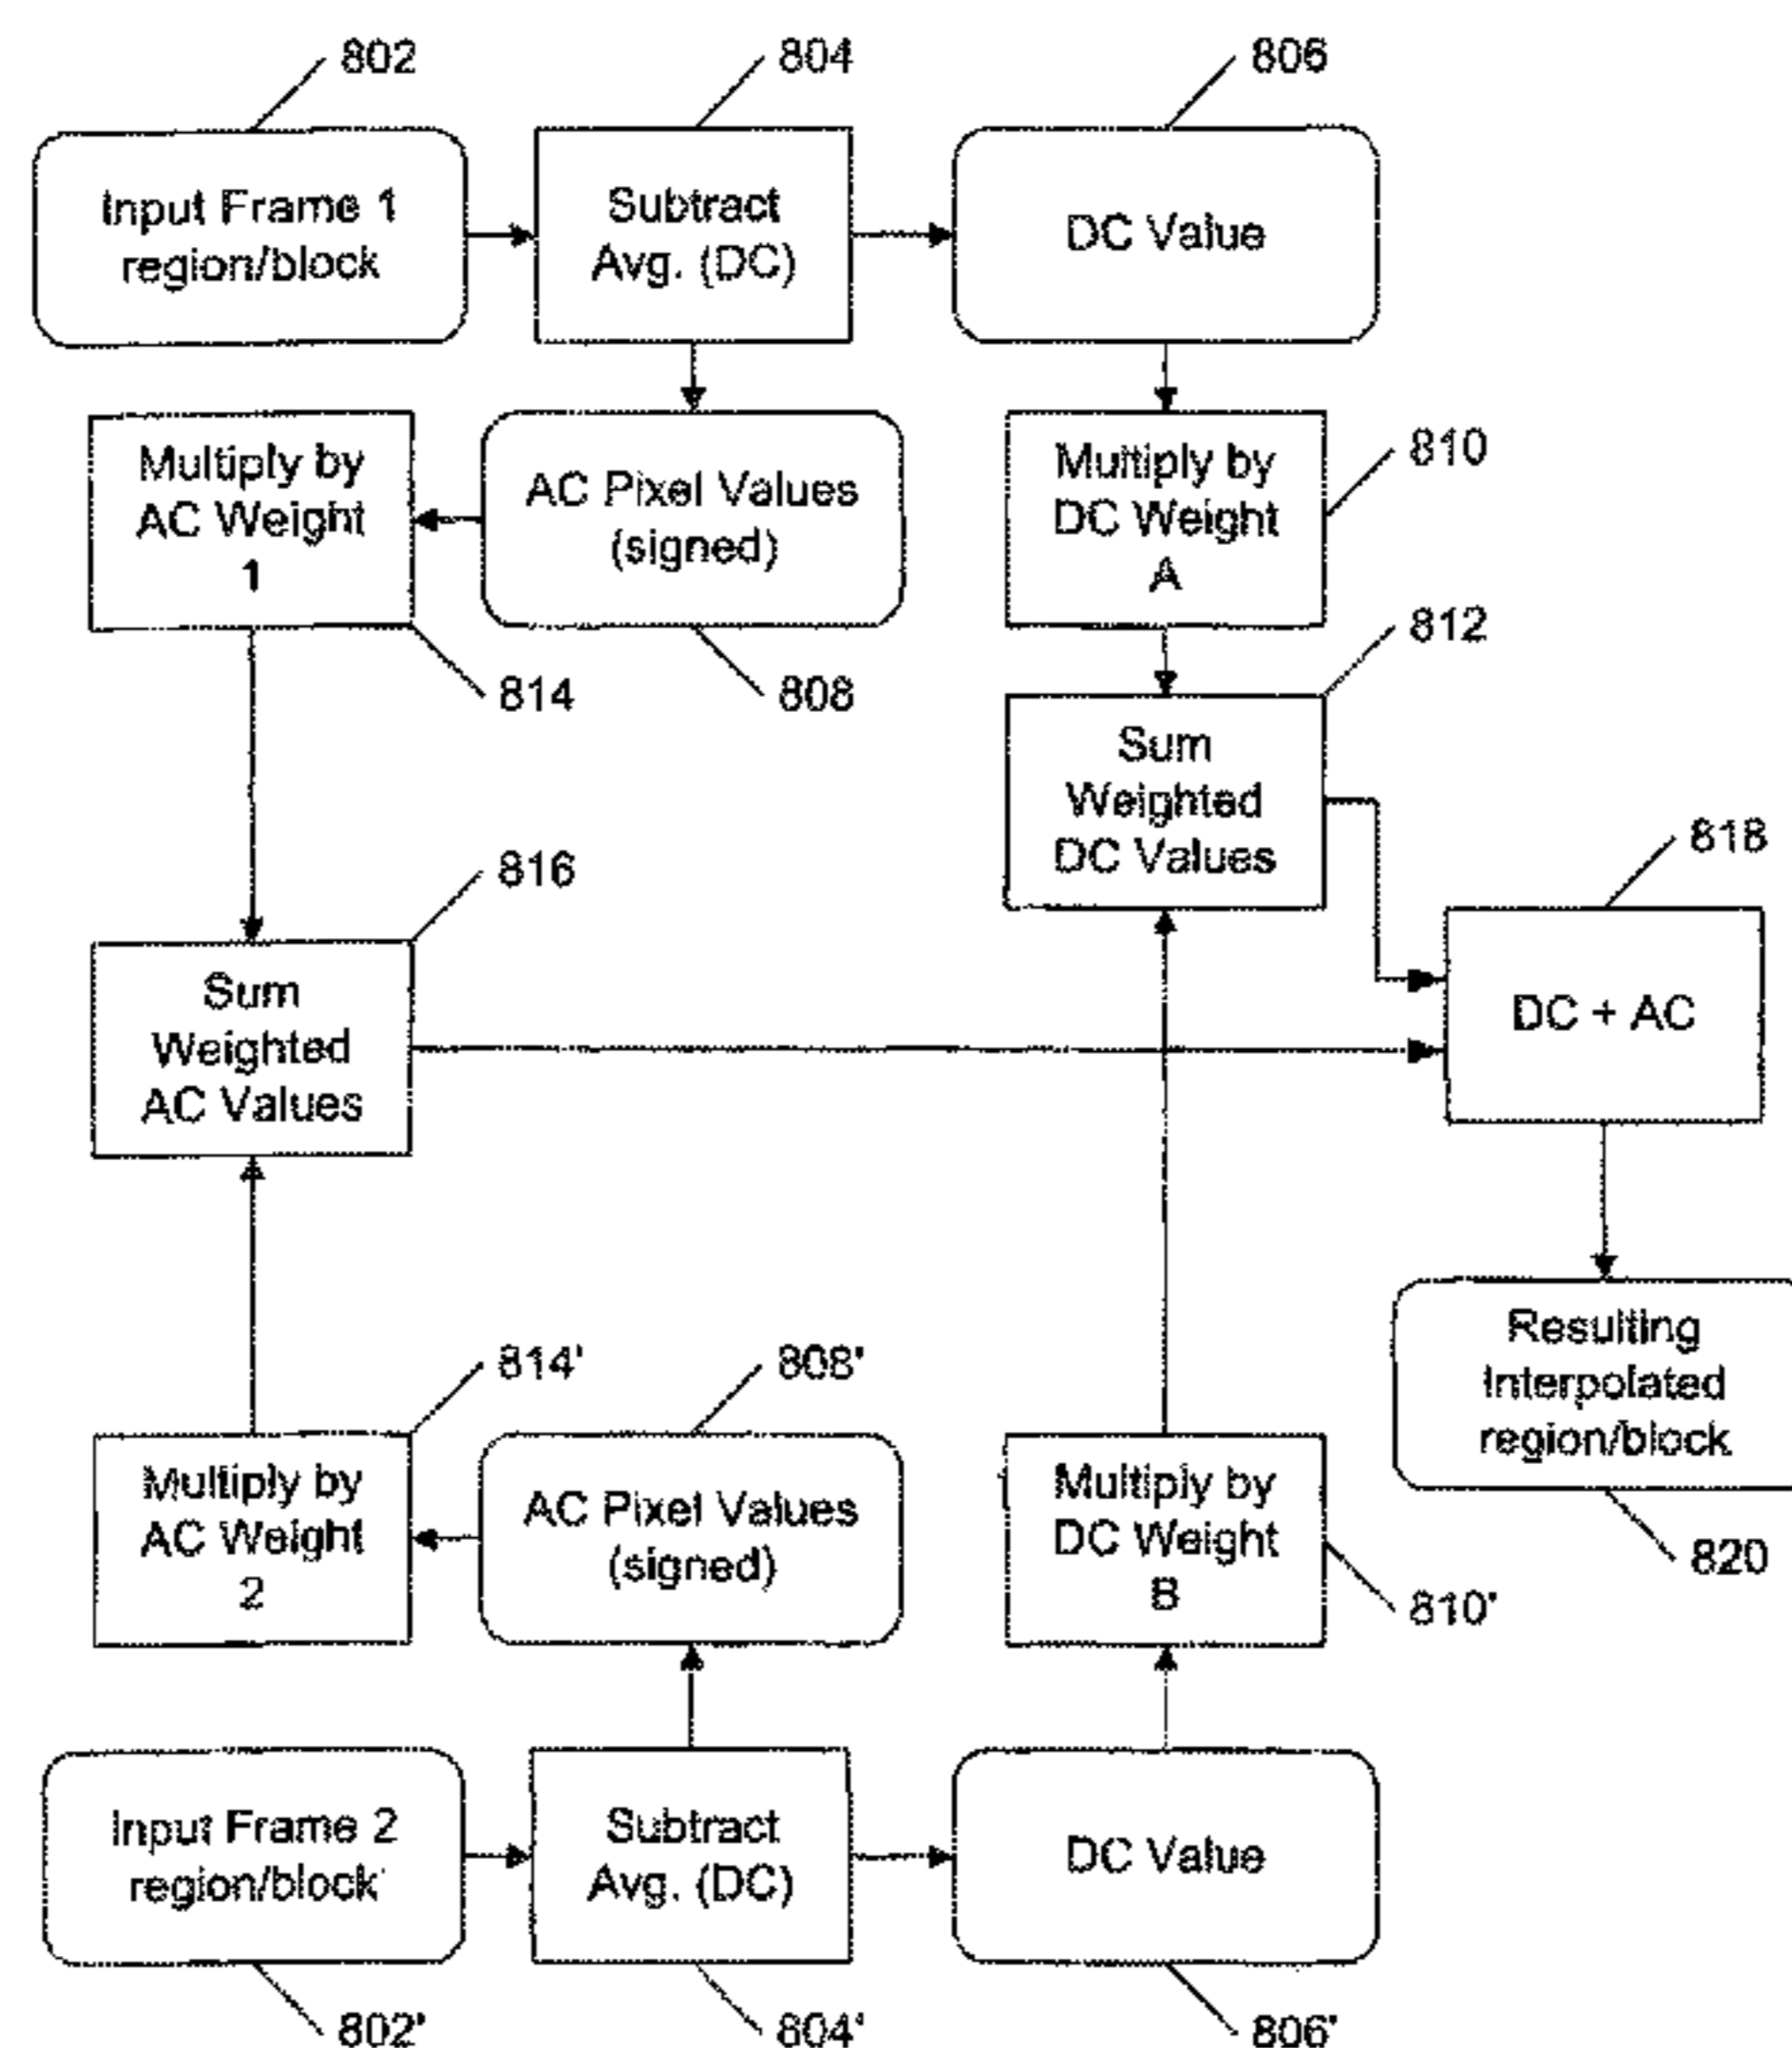 802
804
806
Input Frame 1
region/block
Subtract
Avg. (DC)
DC Value
Multiply by
AC Weight
1
AC Pixel Values
(signed)
Multiply by
DC Weight
A
810
812
814
808
Sum
Weighted
DC Values
816
818
Sum
Weighted
AC Values
DC + AC
814'
808'
Resulting
Interpolated
region/block
Multiply by
AC Weight
2
AC Pixel Values
(signed)
Multiply by
DC Weight
B
820
810'
Input Frame 2
region/block
Subtract
Avg. (DC)
DC Value
802'
804'
806'